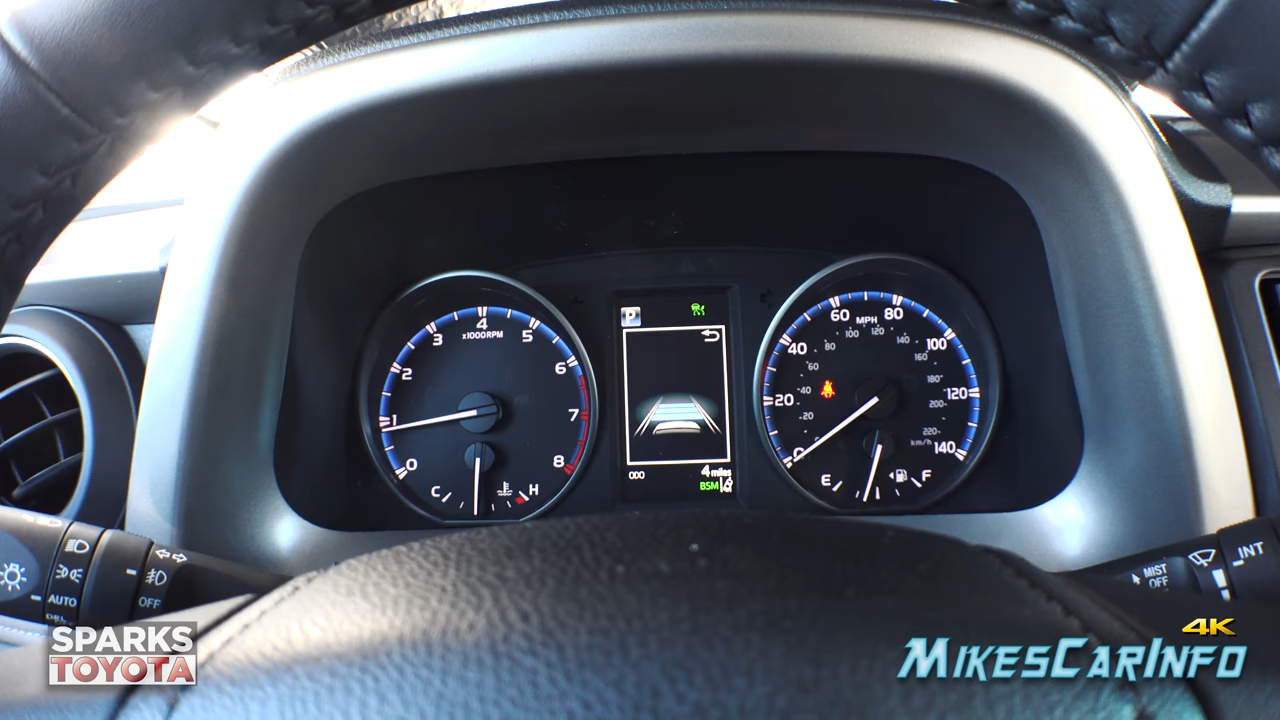 0
1
2
3
4
5
6
7
8
x1000RPM
C
H
P
ODO 4 miles
BSM
0
20
40
60
80
100
120
140
MPH
20
40
60
80
100
120
140
160
180
200
220
km/h
E
F
AUTO
OFF
MIST
OFF
INT
SPARKS
TOYOTA
4K
MIKESCARINFO